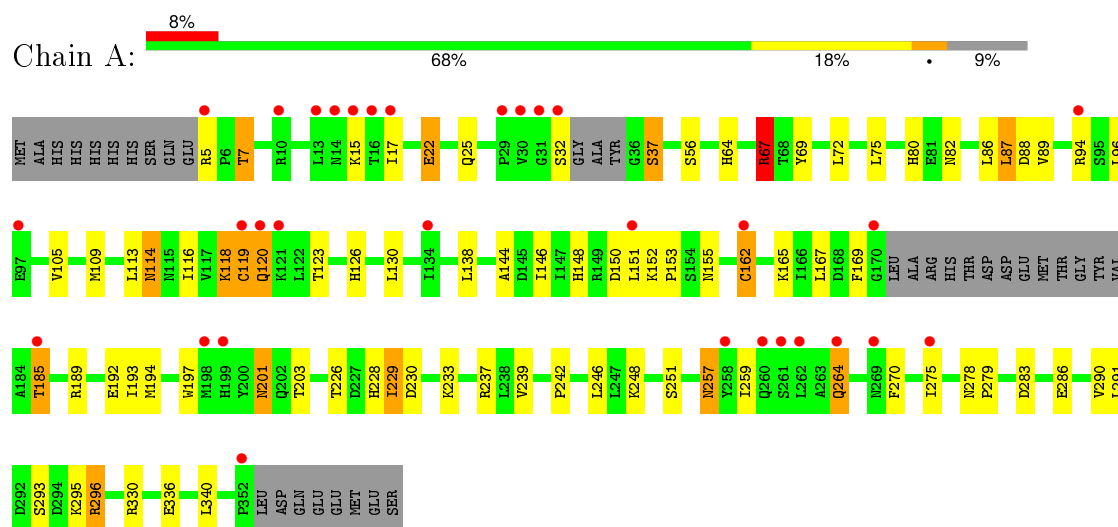 8%
Chain A:
68% 18% • 9%
MET ALA HIS HIS HIS HIS HIS HIS SER GLN GLU R5 P6 T7 R10 L13 N14 K15 T16 I17 E22 Q25 P29 V30 G31 S32 GLY ALA TYR G36 S37 S56 H64 R67 T68 Y69 L72 L75 H80 E81 N82 L86 L87 D88 V89 R94 S95 L96
E97 V105 M109 L113 N114 N115 I116 V117 K118 C119 Q120 K121 L122 T123 H126 L130 I134 L138 A144 D145 I146 I147 H148 R149 D150 L151 K152 P153 S154 N155 C162 K165 I166 L167 D168 F169 G170 LEU ALA ARG HIS THR ASP ASP GLU MET THR GLY TYR VAL
A184 T185 R189 E192 I193 M194 W197 M198 H199 Y200 N201 Q202 T203 T226 D227 H228 I229 D230 K233 R237 L238 V239 P242 L246 L247 K248 S251 N257 Y258 I259 Q260 S261 L262 A263 Q264 N269 F270 I275 N278 P279 D283 E286 V290 L291
D292 S293 D294 K295 R296 R330 E336 L340 P352 LEU ASP GLN GLU GLU MET GLU SER